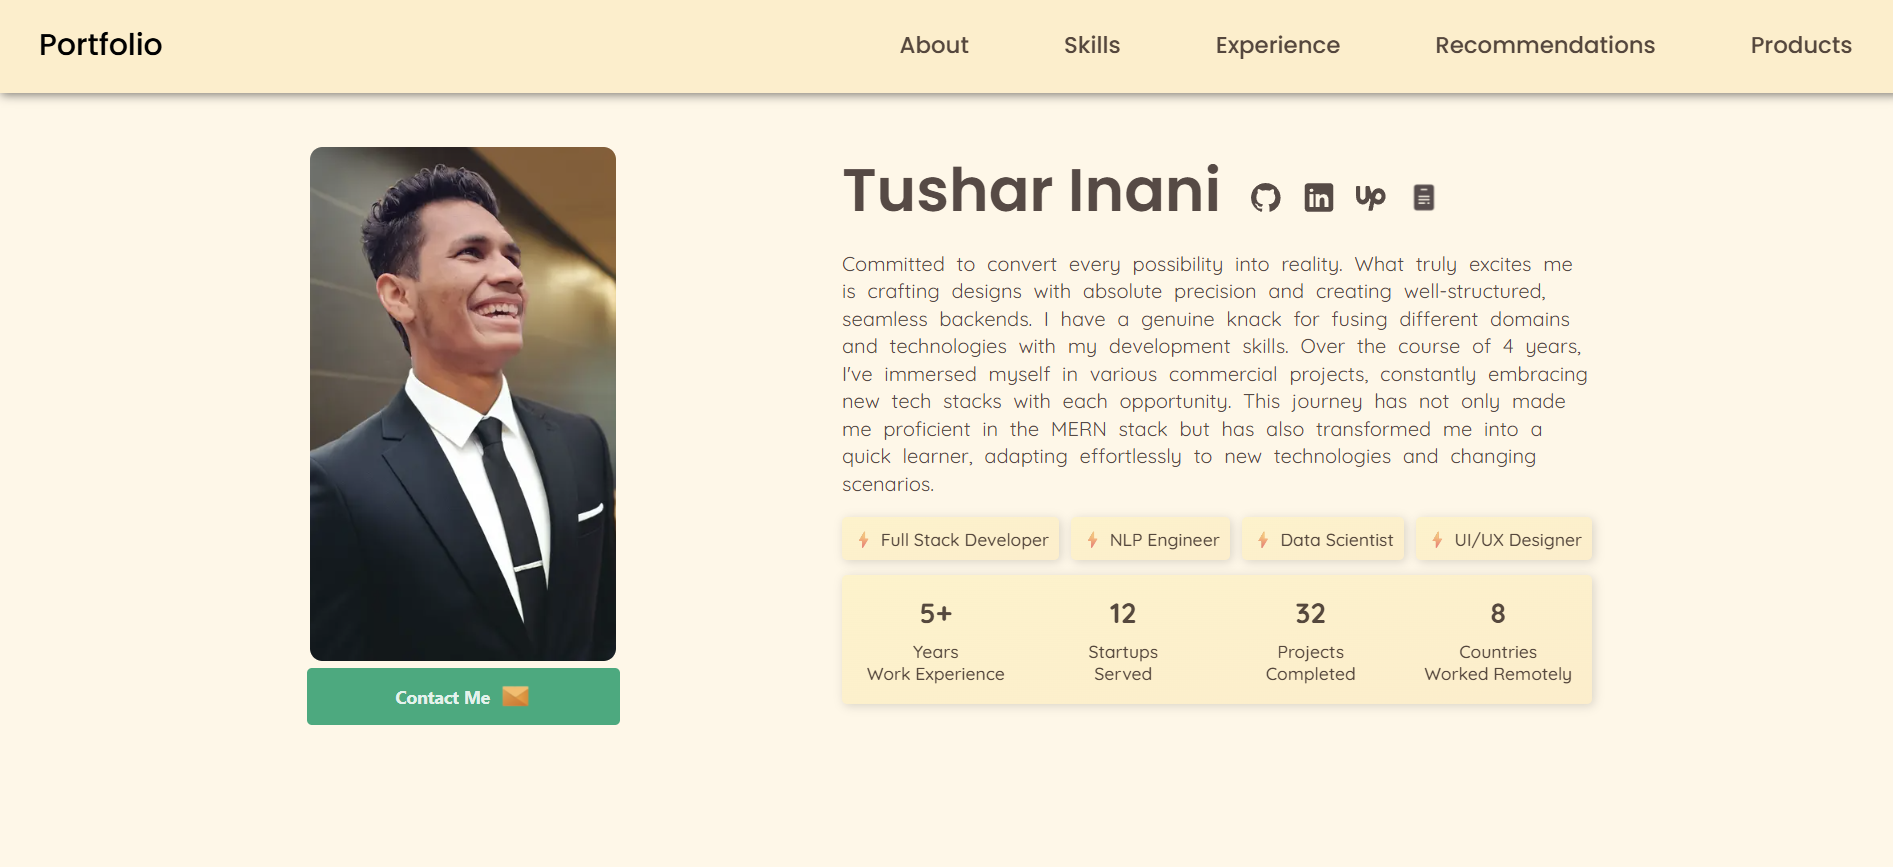 Portfolio
About
Skills
Experience
Recommendations
Products
Tushar Inani
in
up
Committed to convert every possibility into reality. What truly excites me
is crafting designs with absolute precision and creating well-structured,
seamless backends. I have a genuine knack for fusing different domains
and technologies with my development skills. Over the course of 4 years,
I've immersed myself in various commercial projects, constantly embracing
new tech stacks with each opportunity. This journey has not only made
me proficient in the MERN stack but has also transformed me into a
quick learner, adapting effortlessly to new technologies and changing
scenarios.
Full Stack Developer
NLP Engineer
Data Scientist
UI/UX Designer
5+
Years
Work Experience
12
Startups
Served
32
Projects
Completed
8
Countries
Worked Remotely
Contact Me